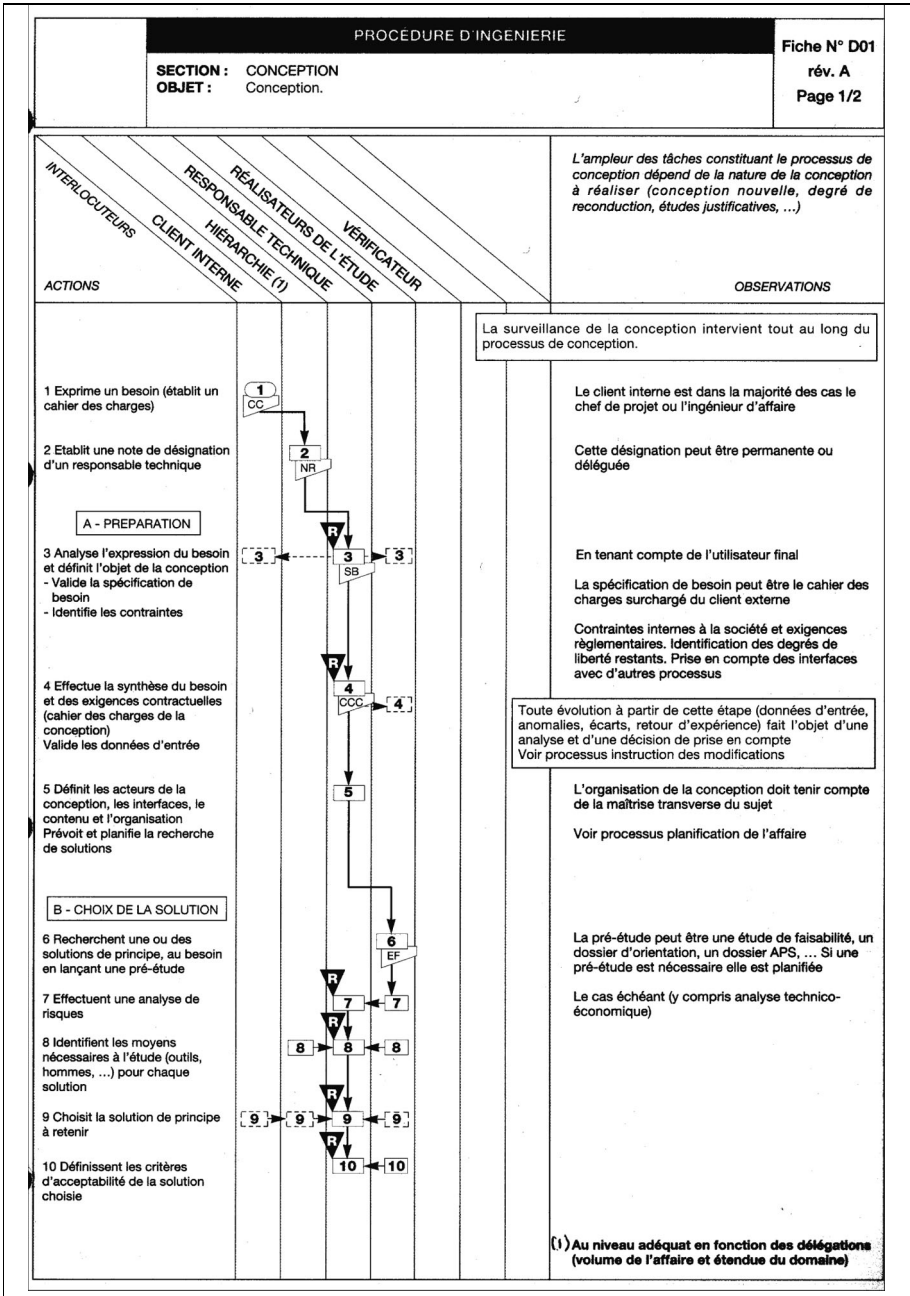 PROCÉDURE D'INGENIERIE
Fiche N° D01
rév. A
Page 1/2
SECTION : CONCEPTION
OBJET : Conception.
INTERLOCUTEURS
CLIENT INTERNE
HIÉRARCHIE (1)
RESPONSABLE TECHNIQUE
RÉALISATEURS DE L'ÉTUDE
VÉRIFICATEUR
ACTIONS
L'ampleur des tâches constituant le processus de
conception dépend de la nature de la conception
à réaliser (conception nouvelle, degré de
reconduction, études justificatives, ...)
OBSERVATIONS
La surveillance de la conception intervient tout au long du
processus de conception.
1 Exprime un besoin (établit un
cahier des charges)
1
CC
Le client interne est dans la majorité des cas le
chef de projet ou l'ingénieur d'affaire
2 Etablit une note de désignation
d'un responsable technique
2
NR
Cette désignation peut être permanente ou
déléguée
A - PREPARATION
R
3 Analyse l'expression du besoin
et définit l'objet de la conception
- Valide la spécification de
besoin
- Identifie les contraintes
3 3 3
SB
En tenant compte de l'utilisateur final
La spécification de besoin peut être le cahier des
charges surchargé du client externe
Contraintes internes à la société et exigences
règlementaires. Identification des degrés de
liberté restants. Prise en compte des interfaces
avec d'autres processus
R
4 Effectue la synthèse du besoin
et des exigences contractuelles
(cahier des charges de la
conception)
Valide les données d'entrée
4
CCC 4
Toute évolution à partir de cette étape (données d'entrée,
anomalies, écarts, retour d'expérience) fait l'objet d'une
analyse et d'une décision de prise en compte
Voir processus instruction des modifications
5 Définit les acteurs de la
conception, les interfaces, le
contenu et l'organisation
Prévoit et planifie la recherche
de solutions
5
L'organisation de la conception doit tenir compte
de la maîtrise transverse du sujet
Voir processus planification de l'affaire
B - CHOIX DE LA SOLUTION
6 Recherchent une ou des
solutions de principe, au besoin
en lançant une pré-étude
6
EF
La pré-étude peut être une étude de faisabilité, un
dossier d'orientation, un dossier APS, ... Si une
pré-étude est nécessaire elle est planifiée
R
7 Effectuent une analyse de
risques
7 7
Le cas échéant (y compris analyse technico-
économique)
R
8 Identifient les moyens
nécessaires à l'étude (outils,
hommes, ...) pour chaque
solution
8 8 8
R
9 Choisit la solution de principe
à retenir
9 9 9 9
R
10 Définissent les critères
d'acceptabilité de la solution
choisie
10 10
(1) Au niveau adéquat en fonction des délégations
(volume de l'affaire et étendue du domaine)